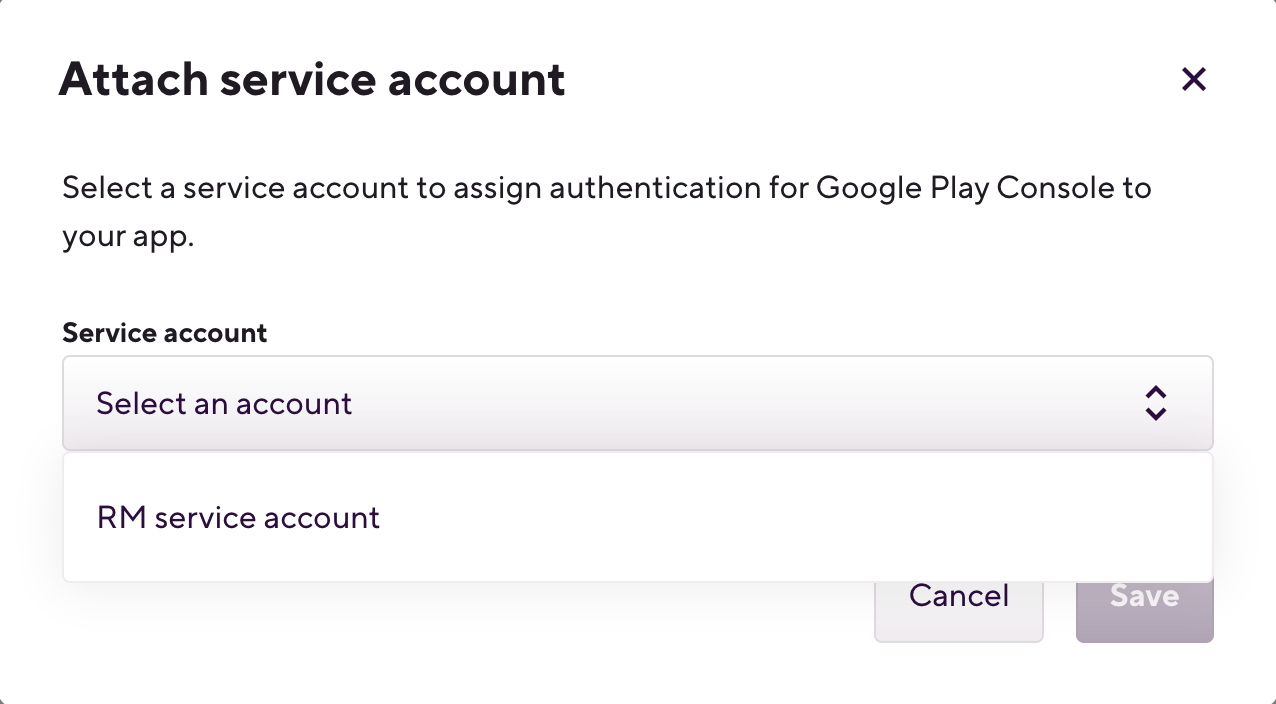 Attach service account
Select a service account to assign authentication for Google Play Console to
your app.
Service account
Select an account
RM service account
Cancel
Save